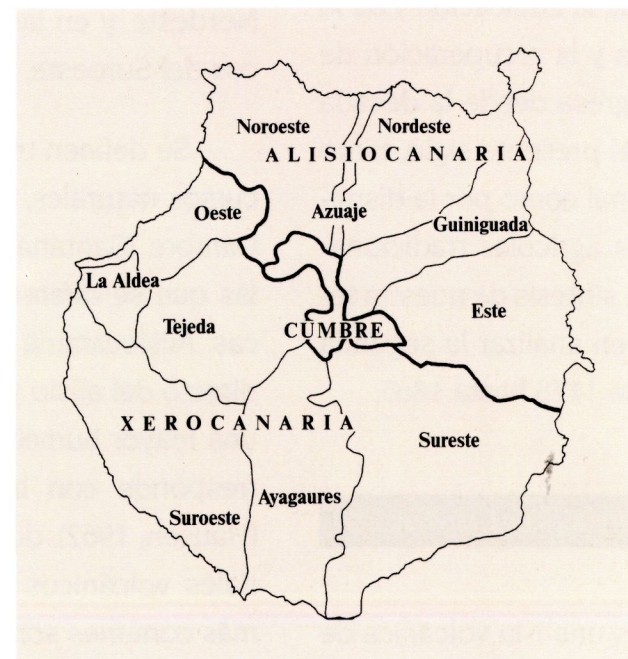 Noroeste
Nordeste
ALISIOCANARIA
Oeste
Azuaje
Guiniguada
La Aldea
Tejeda
CUMBRE
Este
XEROCANARIA
Sureste
Suroeste
Ayagaures